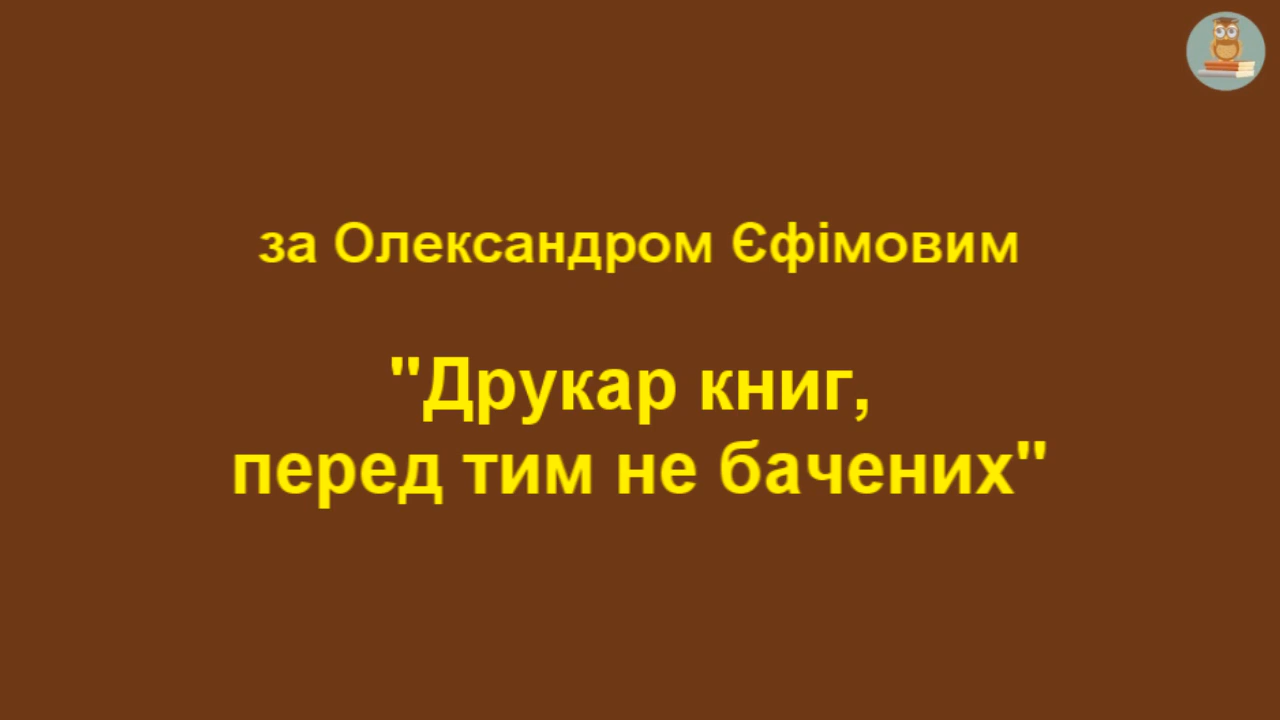 за Олександром Єфімовим
"Друкар книг,
перед тим не бачених"